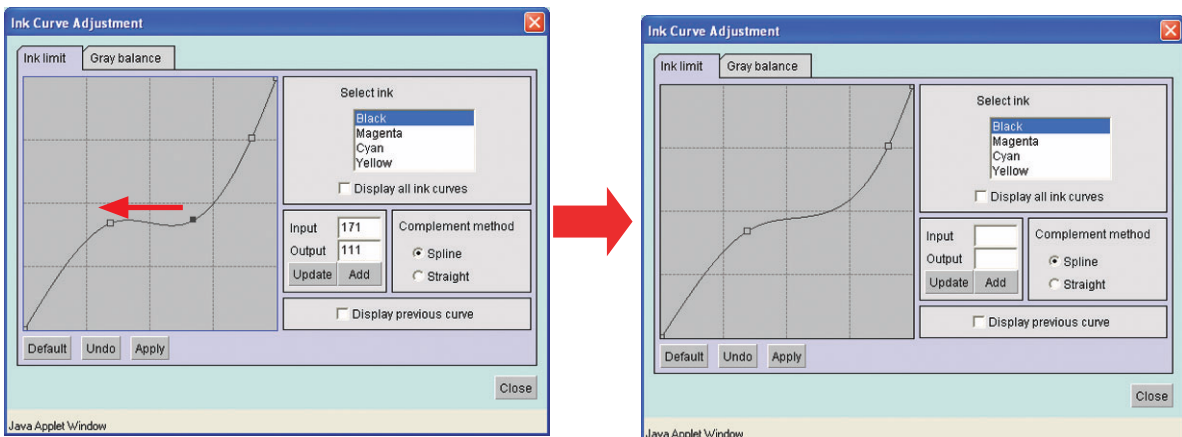 Ink Curve Adjustment
Ink limit
Gray balance
Select ink
Black
Magenta
Cyan
Yellow
Display all ink curves
Input 171
Output 111
Update Add
Complement method
Spline
Straight
Display previous curve
Default Undo Apply
Close
Java Applet Window
Ink Curve Adjustment
Ink limit
Gray balance
Select ink
Black
Magenta
Cyan
Yellow
Display all ink curves
Input
Output
Update Add
Complement method
Spline
Straight
Display previous curve
Default Undo Apply
Close
Java Applet Window